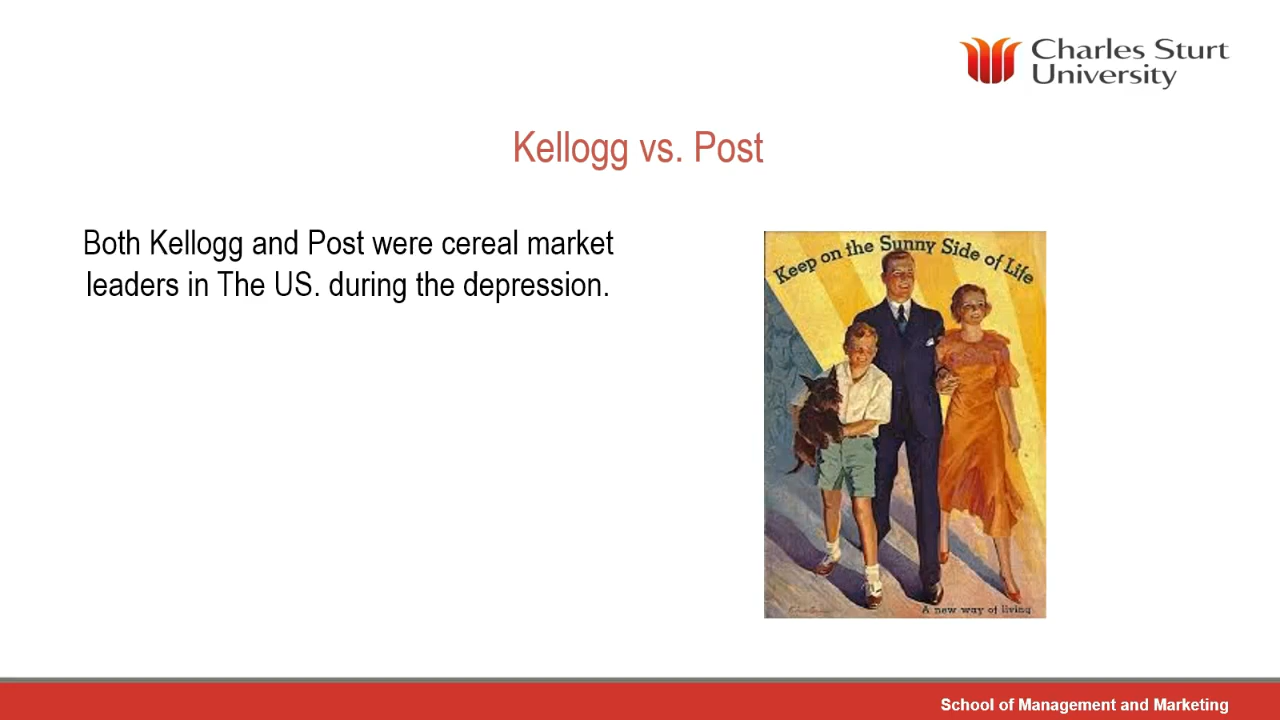 Charles Sturt
University
Kellogg vs. Post
Both Kellogg and Post were cereal market
leaders in The US. during the depression.
Keep on the Sunny Side of Life
A new way of living
School of Management and Marketing